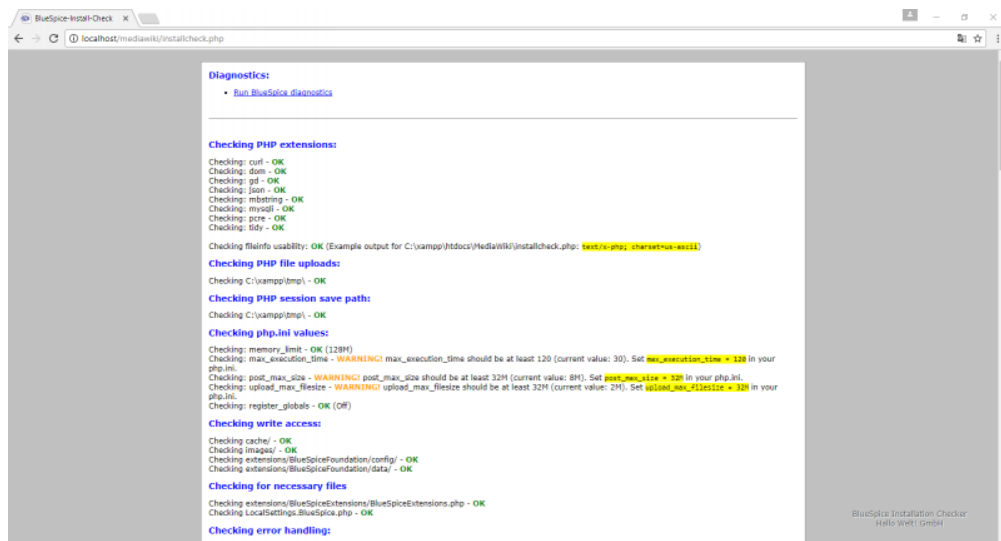 BlueSpice-Install-Check
localhost/mediawiki/installcheck.php
Diagnostics:
• Run BlueSpice diagnostics
Checking PHP extensions:
Checking: curl - OK
Checking: dom - OK
Checking: gd - OK
Checking: json - OK
Checking: mbstring - OK
Checking: mysqli - OK
Checking: pcre - OK
Checking: tidy - OK
Checking fileinfo usability: OK (Example output for C:\xampp\htdocs\MediaWiki\installcheck.php: text/x-php; charset=us-ascii)
Checking PHP file uploads:
Checking C:\xampp\tmp\ - OK
Checking PHP session save path:
Checking C:\xampp\tmp\ - OK
Checking php.ini values:
Checking: memory_limit - OK (128M)
Checking: max_execution_time - WARNING! max_execution_time should be at least 120 (current value: 30). Set max_execution_time = 120 in your
php.ini.
Checking: post_max_size - WARNING! post_max_size should be at least 32M (current value: 8M). Set post_max_size = 32M in your php.ini.
Checking: upload_max_filesize - WARNING! upload_max_filesize should be at least 32M (current value: 2M). Set upload_max_filesize = 32M in your
php.ini.
Checking: register_globals - OK (Off)
Checking write access:
Checking cache/ - OK
Checking images/ - OK
Checking extensions/BlueSpiceFoundation/config/ - OK
Checking extensions/BlueSpiceFoundation/data/ - OK
Checking for necessary files
Checking extensions/BlueSpiceExtensions/BlueSpiceExtensions.php - OK
Checking LocalSettings.BlueSpice.php - OK
Checking error handling:
BlueSpice Installation Checker
Hallo Welt! GmbH